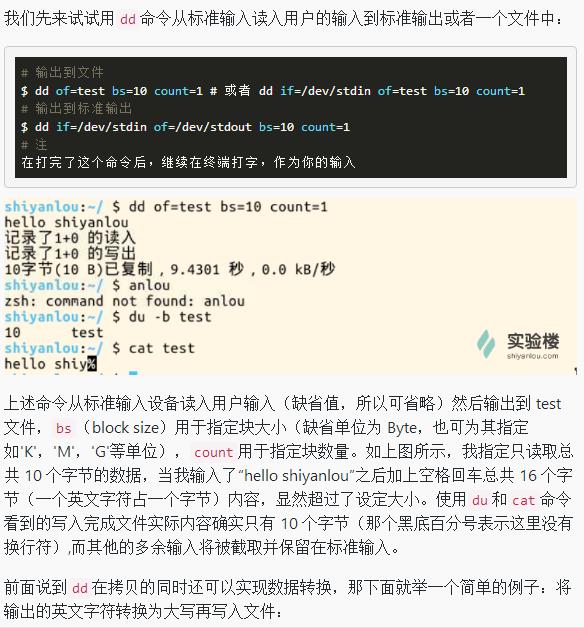 我们先来试试用 dd 命令从标准输入读入用户的输入到标准输出或者一个文件中：
# 输出到文件
$ dd of=test bs=10 count=1 # 或者 dd if=/dev/stdin of=test bs=10 count=1
# 输出到标准输出
$ dd if=/dev/stdin of=/dev/stdout bs=10 count=1
# 注
在打完了这个命令后，继续在终端打字，作为你的输入
shiyanlou:~/ $ dd of=test bs=10 count=1
hello shiyanlou
记录了1+0 的读入
记录了1+0 的写出
10字节(10 B)已复制，9.4301 秒，0.0 kB/秒
shiyanlou:~/ $ anlou
zsh: command not found: anlou
shiyanlou:~/ $ du -b test
10 test
shiyanlou:~/ $ cat test
hello shiy%
实验楼
shiyanlou.com
上述命令从标准输入设备读入用户输入（缺省值，所以可省略）然后输出到 test
文件， bs （block size）用于指定块大小（缺省单位为 Byte，也可为其指定
如'K'，'M'，'G'等单位）， count 用于指定块数量。如上图所示，我指定只读取总
共 10 个字节的数据，当我输入了“hello shiyanlou”之后加上空格回车总共 16 个字
节（一个英文字符占一个字节）内容，显然超过了设定大小。使用 du 和 cat 命令
看到的写入完成文件实际内容确实只有 10 个字节（那个黑底百分号表示这里没有
换行符）,而其他的多余输入将被截取并保留在标准输入。
前面说到 dd 在拷贝的同时还可以实现数据转换，那下面就举一个简单的例子：将
输出的英文字符转换为大写再写入文件：